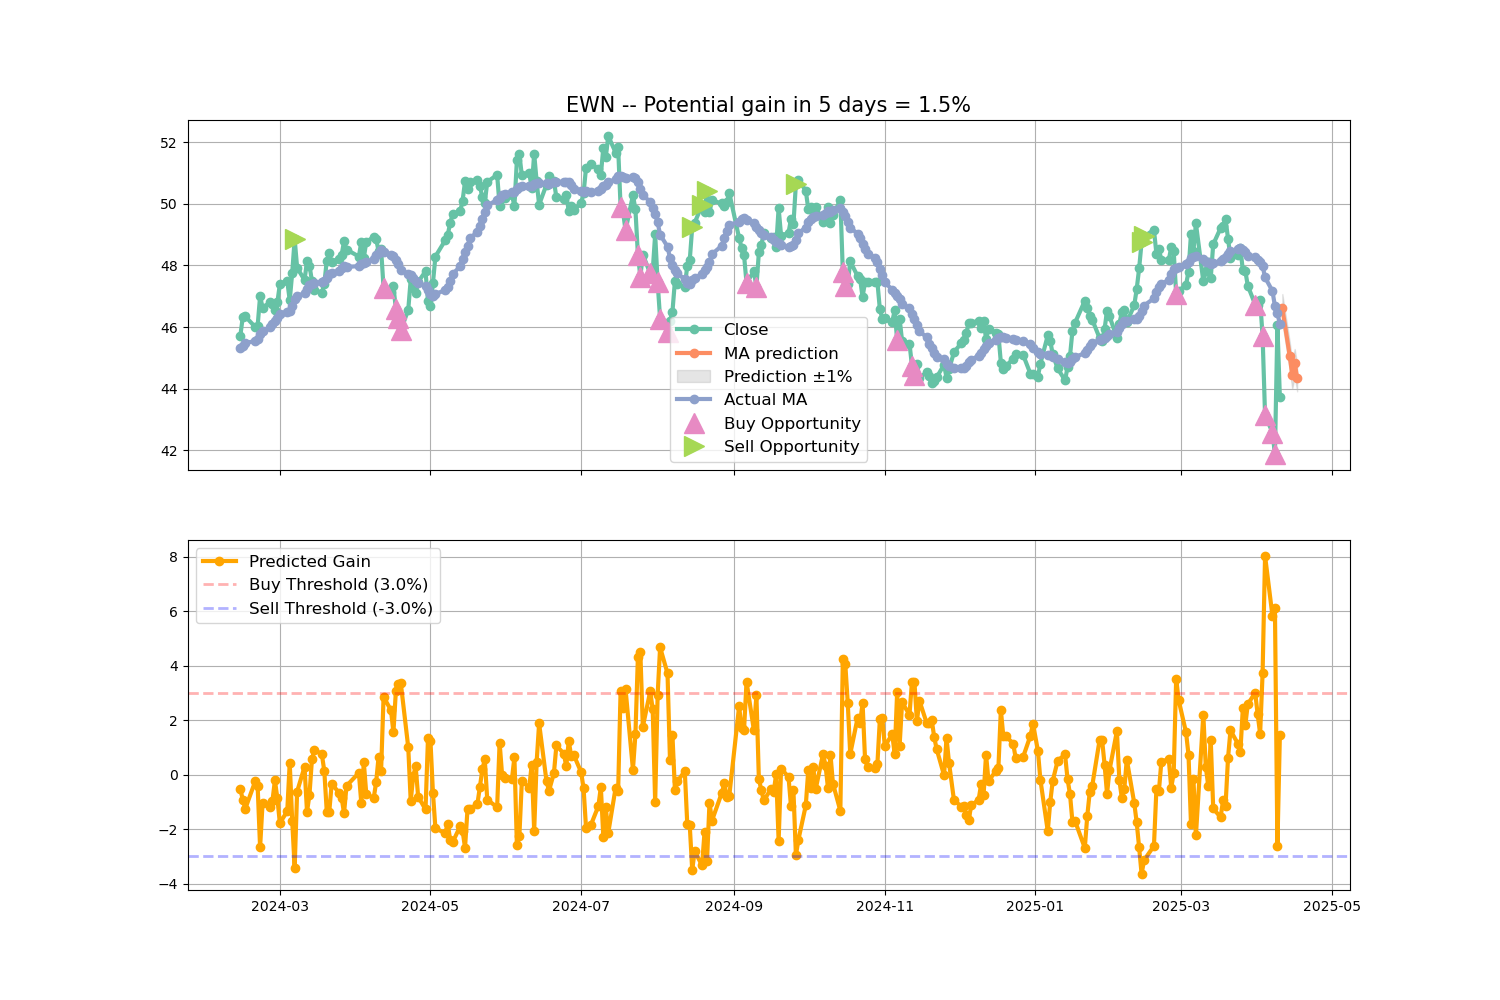 EWN -- Potential gain in 5 days = 1.5%
52
50
48
46
44
42
Close
MA prediction
Prediction ±1%
Actual MA
Buy Opportunity
Sell Opportunity
8
6
4
2
0
−2
−4
Predicted Gain
Buy Threshold (3.0%)
Sell Threshold (-3.0%)
2024-03
2024-05
2024-07
2024-09
2024-11
2025-01
2025-03
2025-05